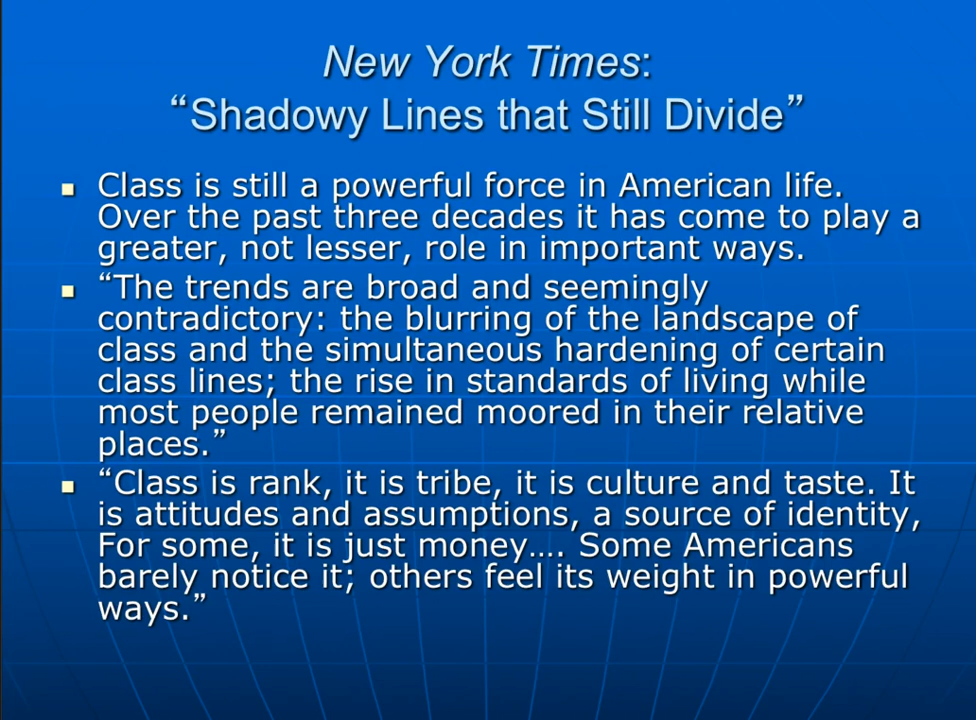 New York Times:
“Shadowy Lines that Still Divide”
Class is still a powerful force in American life.
Over the past three decades it has come to play a
greater, not lesser, role in important ways.
“The trends are broad and seemingly
contradictory: the blurring of the landscape of
class and the simultaneous hardening of certain
class lines; the rise in standards of living while
most people remained moored in their relative
places.”
“Class is rank, it is tribe, it is culture and taste. It
is attitudes and assumptions, a source of identity,
For some, it is just money…. Some Americans
barely notice it; others feel its weight in powerful
ways.”